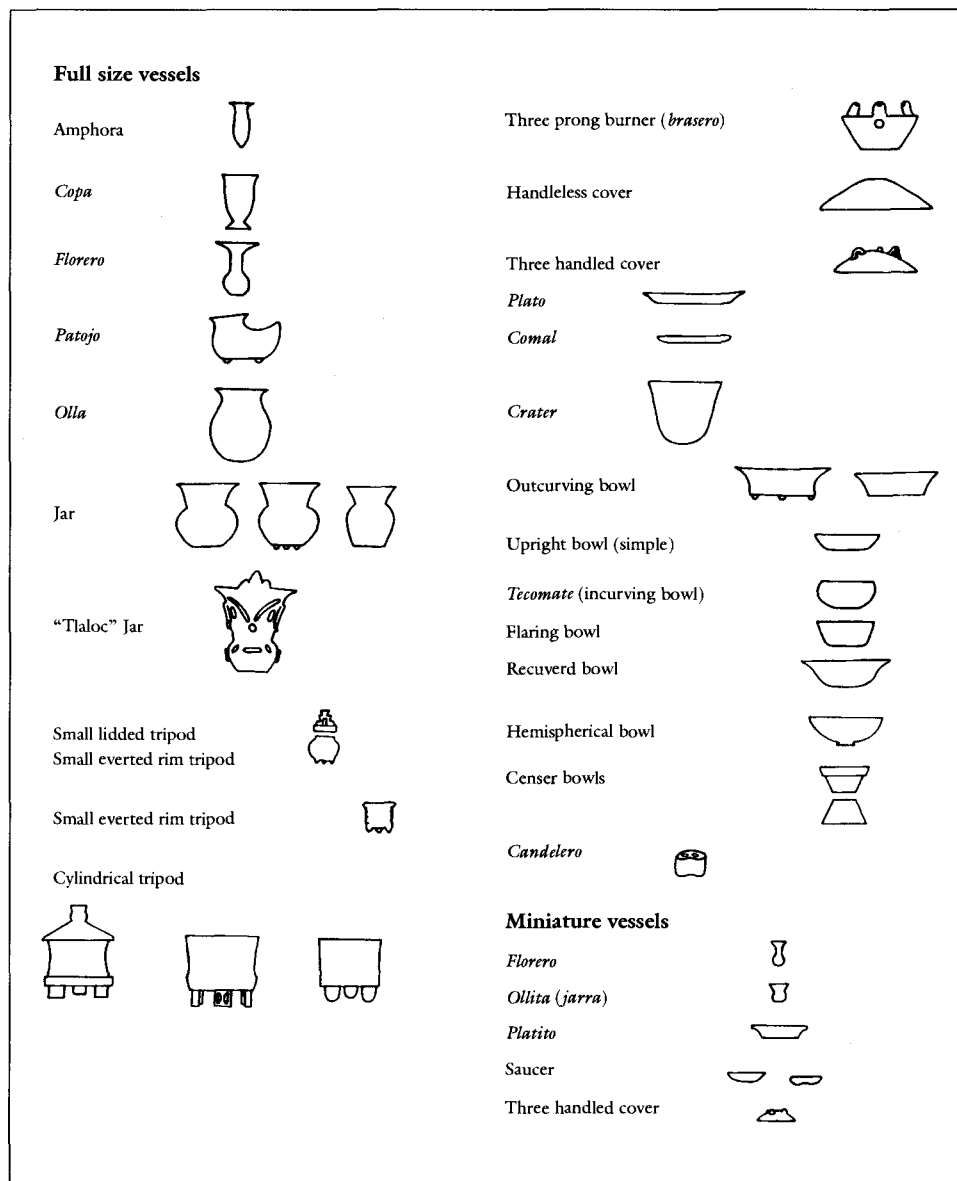 Full size vessels
Amphora
Copa
Florero
Patojo
Olla
Jar
“Tlaloc” Jar
Small lidded tripod
Small everted rim tripod
Small everted rim tripod
Cylindrical tripod
Three prong burner (brasero)
Handleless cover
Three handled cover
Plato
Comal
Crater
Outcurving bowl
Upright bowl (simple)
Tecomate (incurving bowl)
Flaring bowl
Recuverd bowl
Hemispherical bowl
Censer bowls
Candelero
Miniature vessels
Florero
Ollita (jarra)
Platito
Saucer
Three handled cover